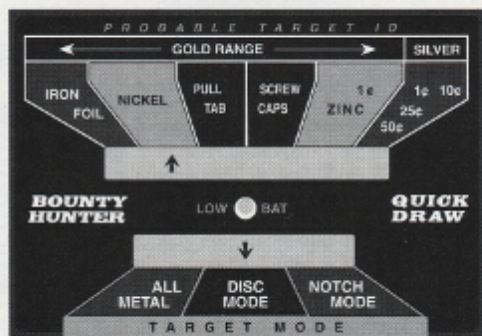 PROBABLE TARGET ID
GOLD RANGE SILVER
IRON FOIL
NICKEL
PULL TAB
SCREW CAPS
1¢ ZINC
1¢ 10¢
25¢
50¢
BOUNTY HUNTER
LOW BAT
QUICK DRAW
ALL METAL
DISC MODE
NOTCH MODE
TARGET MODE